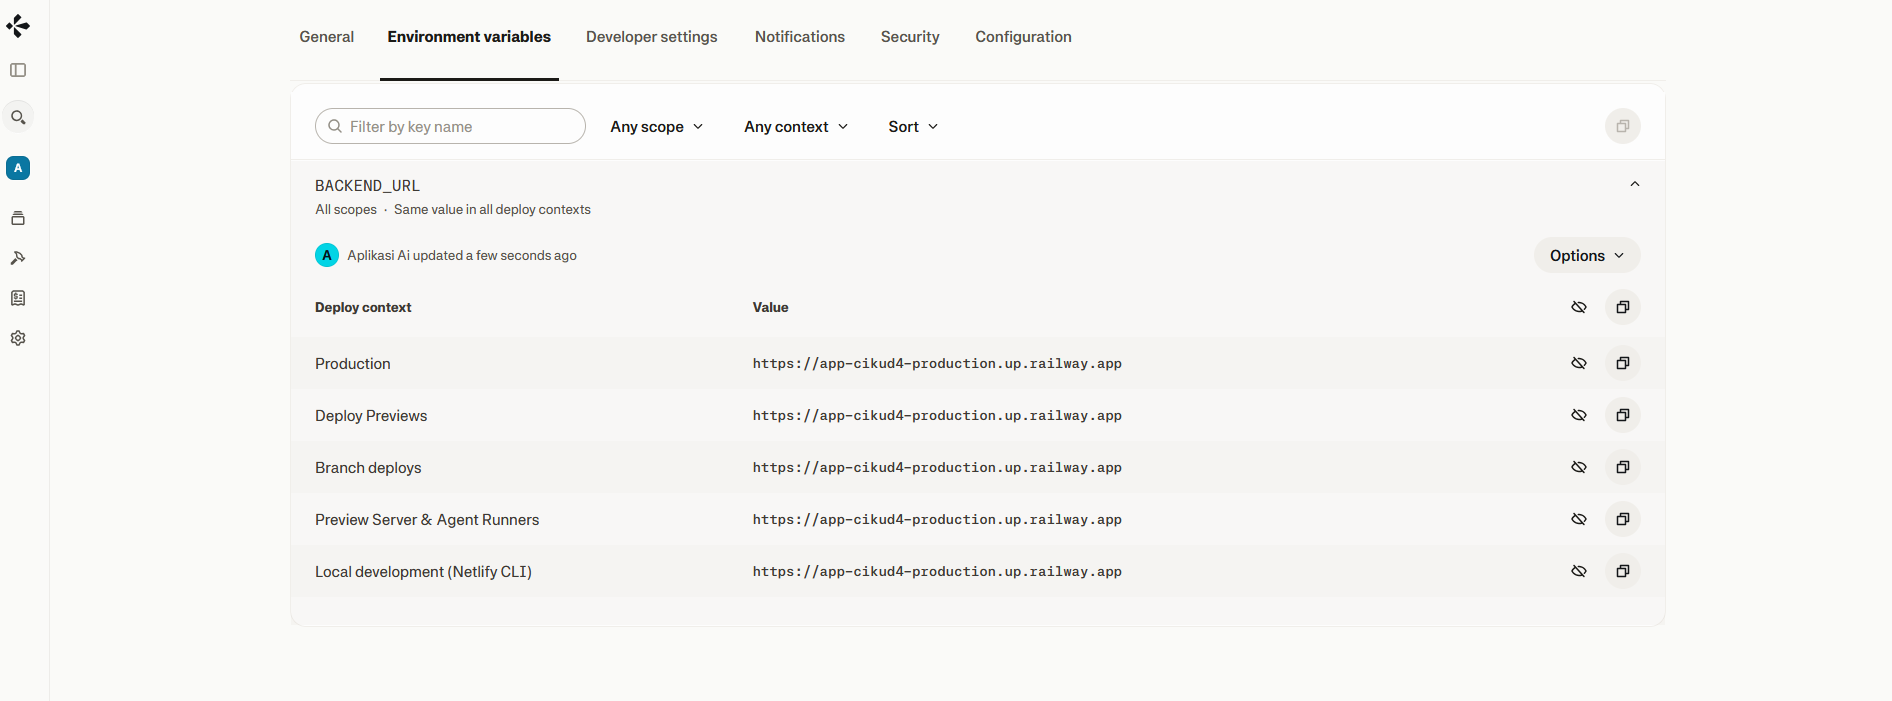 General Environment variables Developer settings Notifications Security Configuration
Filter by key name Any scope Any context Sort
A
BACKEND_URL
All scopes · Same value in all deploy contexts
A Aplikasi Ai updated a few seconds ago Options
Deploy context Value
Production https://app-cikud4-production.up.railway.app
Deploy Previews https://app-cikud4-production.up.railway.app
Branch deploys https://app-cikud4-production.up.railway.app
Preview Server & Agent Runners https://app-cikud4-production.up.railway.app
Local development (Netlify CLI) https://app-cikud4-production.up.railway.app